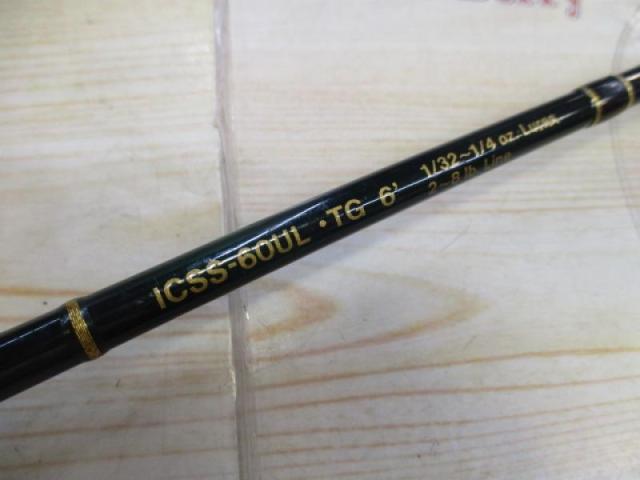 ICSS-60UL・TG 6' 1/32~1/4 oz. Lures
2~8 lb. Line